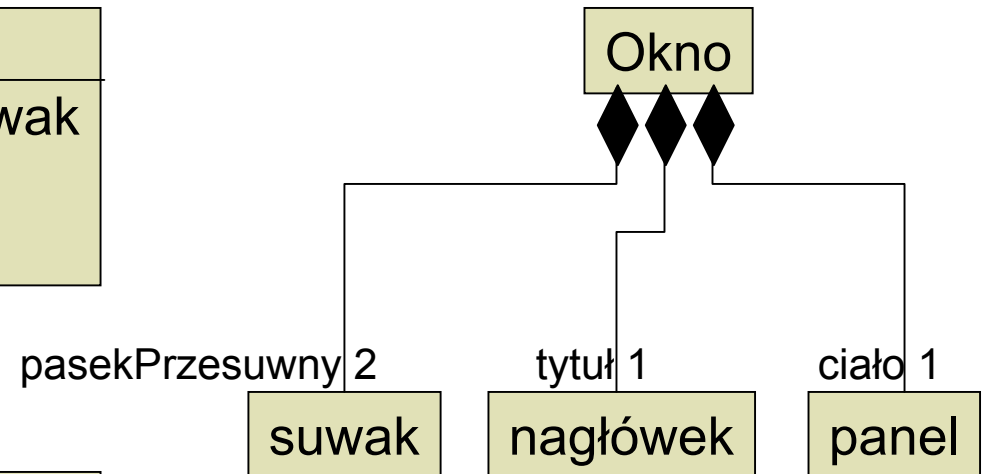 Okno
wak
pasekPrzesuwny 2
tytuł 1
ciało 1
suwak
nagłówek
panel